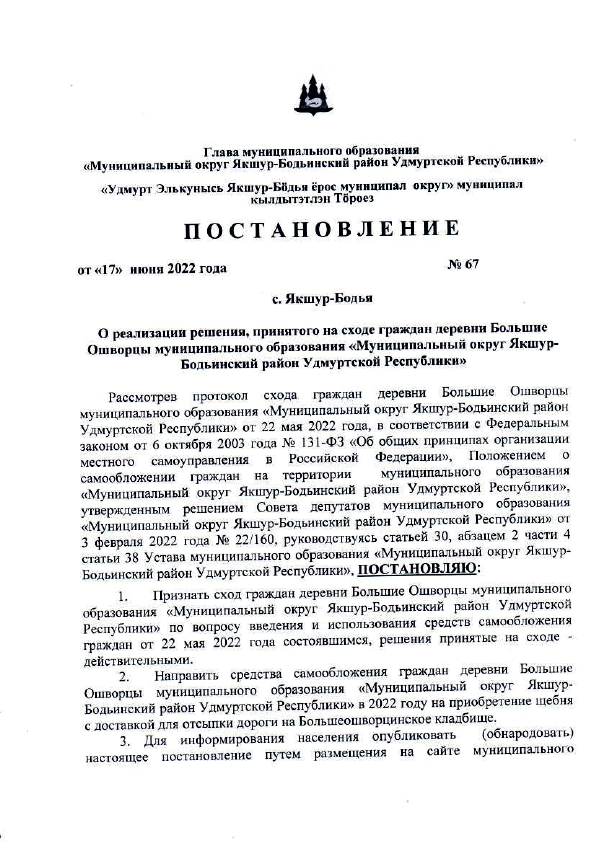 Глава муниципального образования
«Муниципальный округ Якшур-Бодьинский район Удмуртской Республики»
«Удмурт Элькунысь Якшур-Бӧдья ёрос муниципал округ» муниципал
кылдытэтлэн Тӧроез
ПОСТАНОВЛЕНИЕ
от «17» июня 2022 года № 67
с. Якшур-Бодья
О реализации решения, принятого на сходе граждан деревни Большие
Ошворцы муниципального образования «Муниципальный округ Якшур-
Бодьинский район Удмуртской Республики»
Рассмотрев протокол схода граждан деревни Большие Ошворцы
муниципального образования «Муниципальный округ Якшур-Бодьинский район
Удмуртской Республики» от 22 мая 2022 года, в соответствии с Федеральным
законом от 6 октября 2003 года № 131-ФЗ «Об общих принципах организации
местного самоуправления в Российской Федерации», Положением о
самообложении граждан на территории муниципального образования
«Муниципальный округ Якшур-Бодьинский район Удмуртской Республики»,
утвержденным решением Совета депутатов муниципального образования
«Муниципальный округ Якшур-Бодьинский район Удмуртской Республики» от
3 февраля 2022 года № 22/160, руководствуясь статьей 30, абзацем 2 части 4
статьи 38 Устава муниципального образования «Муниципальный округ Якшур-
Бодьинский район Удмуртской Республики», ПОСТАНОВЛЯЮ:
1. Признать сход граждан деревни Большие Ошворцы муниципального
образования «Муниципальный округ Якшур-Бодьинский район Удмуртской
Республики» по вопросу введения и использования средств самообложения
граждан от 22 мая 2022 года состоявшимся, решения принятые на сходе -
действительными.
2. Направить средства самообложения граждан деревни Большие
Ошворцы муниципального образования «Муниципальный округ Якшур-
Бодьинский район Удмуртской Республики» в 2022 году на приобретение щебня
с доставкой для отсыпки дороги на Большеошворцинское кладбище.
3. Для информирования населения опубликовать (обнародовать)
настоящее постановление путем размещения на сайте муниципального